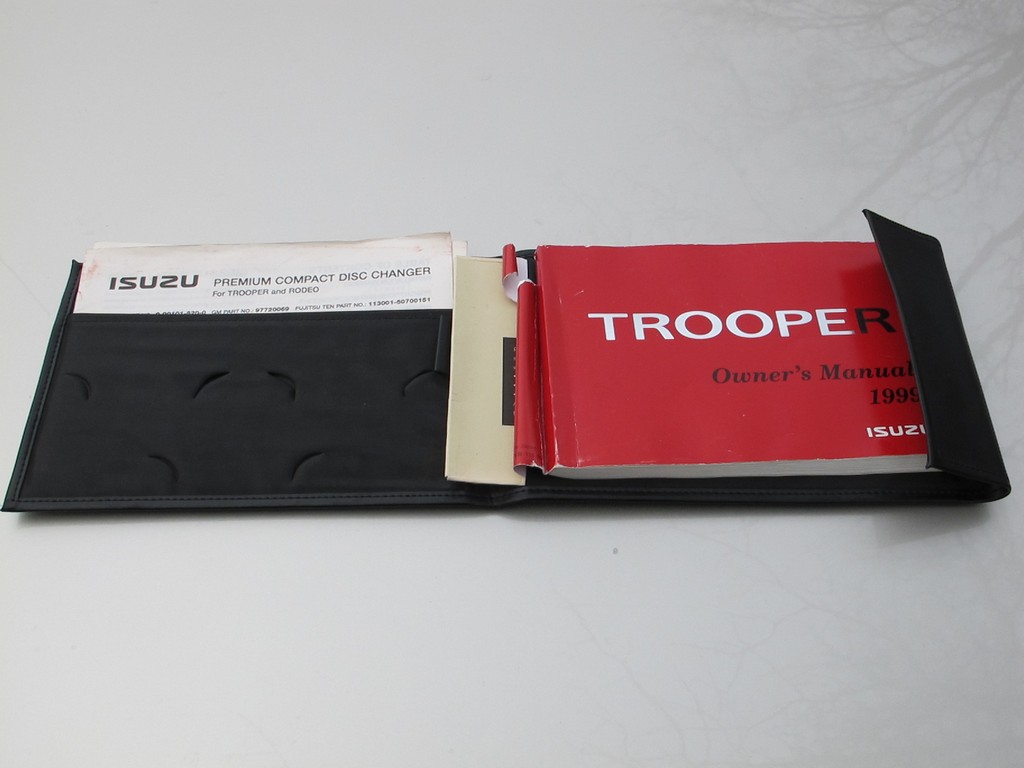 ISUZU PREMIUM COMPACT DISC CHANGER
For TROOPER and RODEO
GM PART NO.: 97720069 FUJITSU TEN PART NO.: 113001-50700151
TROOPER
Owner's Manual
1999
ISUZU